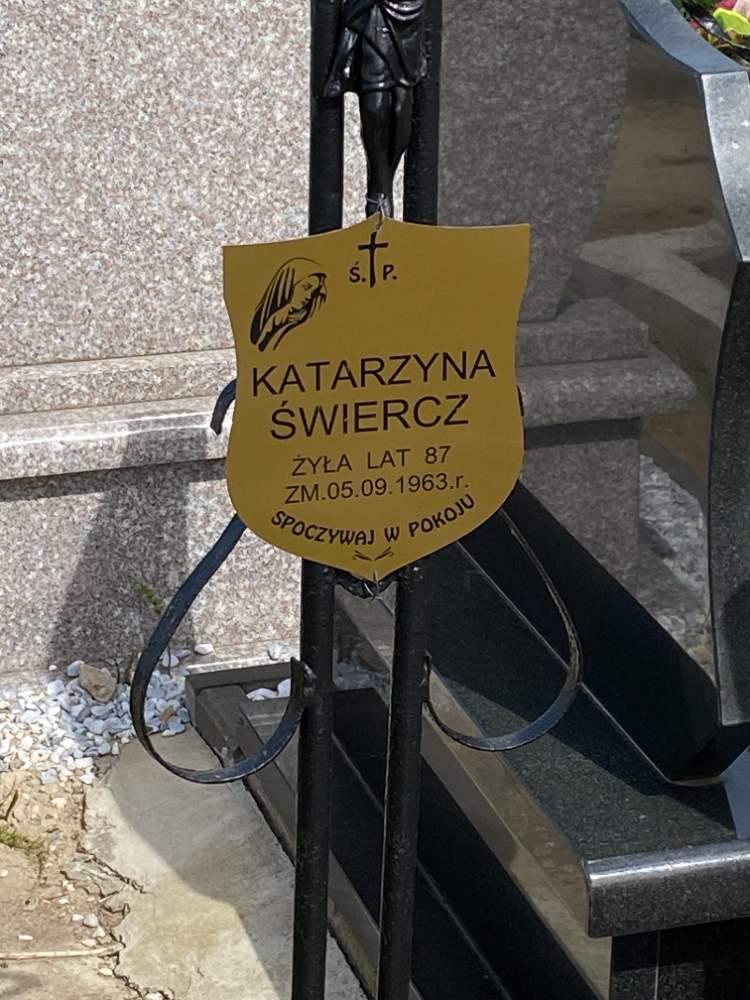 Ś. P.
KATARZYNA
ŚWIERCZ
ŻYŁA LAT 87
ZM.05.09.1963.r.
SPOCZYWAJ W POKOJU